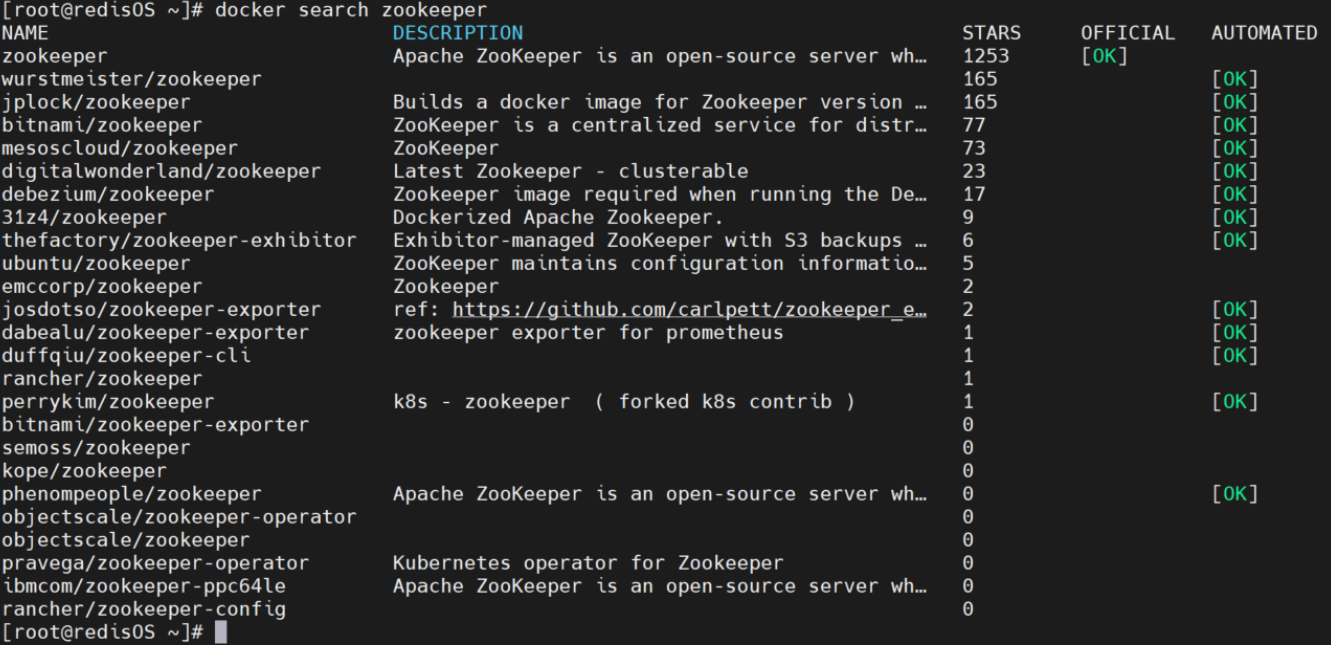 [root@redisOS ~]# docker search zookeeper
NAME DESCRIPTION STARS OFFICIAL AUTOMATED
zookeeper Apache ZooKeeper is an open-source server wh… 1253 [OK]
wurstmeister/zookeeper 165 [OK]
jplock/zookeeper Builds a docker image for Zookeeper version … 165 [OK]
bitnami/zookeeper ZooKeeper is a centralized service for distr… 77 [OK]
mesoscloud/zookeeper ZooKeeper 73 [OK]
digitalwonderland/zookeeper Latest Zookeeper - clusterable 23 [OK]
debezium/zookeeper Zookeeper image required when running the De… 17 [OK]
31z4/zookeeper Dockerized Apache Zookeeper. 9 [OK]
thefactory/zookeeper-exhibitor Exhibitor-managed ZooKeeper with S3 backups … 6 [OK]
ubuntu/zookeeper ZooKeeper maintains configuration informatio… 5
emccorp/zookeeper Zookeeper 2
josdotso/zookeeper-exporter ref: https://github.com/carlpett/zookeeper_e… 2 [OK]
dabealu/zookeeper-exporter zookeeper exporter for prometheus 1 [OK]
duffqiu/zookeeper-cli 1 [OK]
rancher/zookeeper 1
perrykim/zookeeper k8s - zookeeper ( forked k8s contrib ) 1 [OK]
bitnami/zookeeper-exporter 0
semoss/zookeeper 0
kope/zookeeper 0
phenompeople/zookeeper Apache ZooKeeper is an open-source server wh… 0 [OK]
objectscale/zookeeper-operator 0
objectscale/zookeeper 0
pravega/zookeeper-operator Kubernetes operator for Zookeeper 0
ibmcom/zookeeper-ppc64le Apache ZooKeeper is an open-source server wh… 0
rancher/zookeeper-config 0
[root@redisOS ~]#